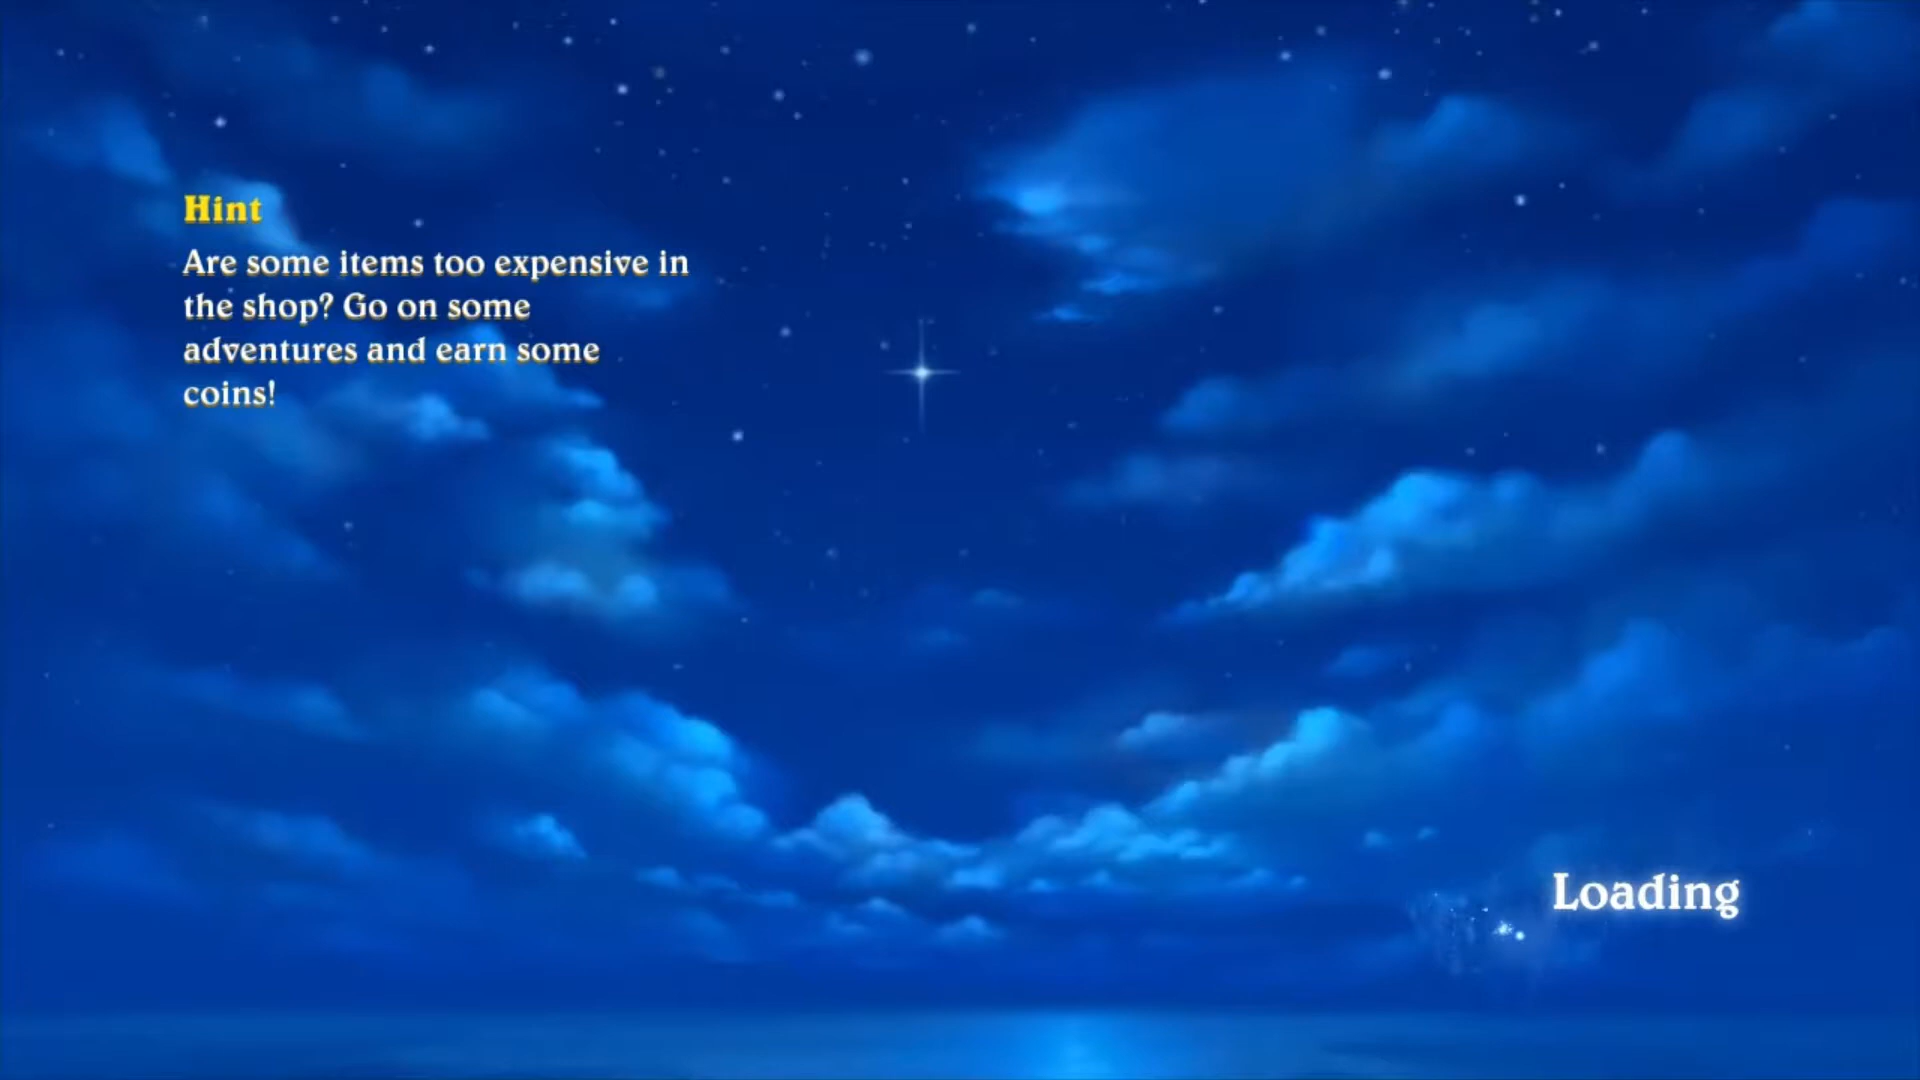 Hint
Are some items too expensive in
the shop? Go on some
adventures and earn some
coins!
Loading